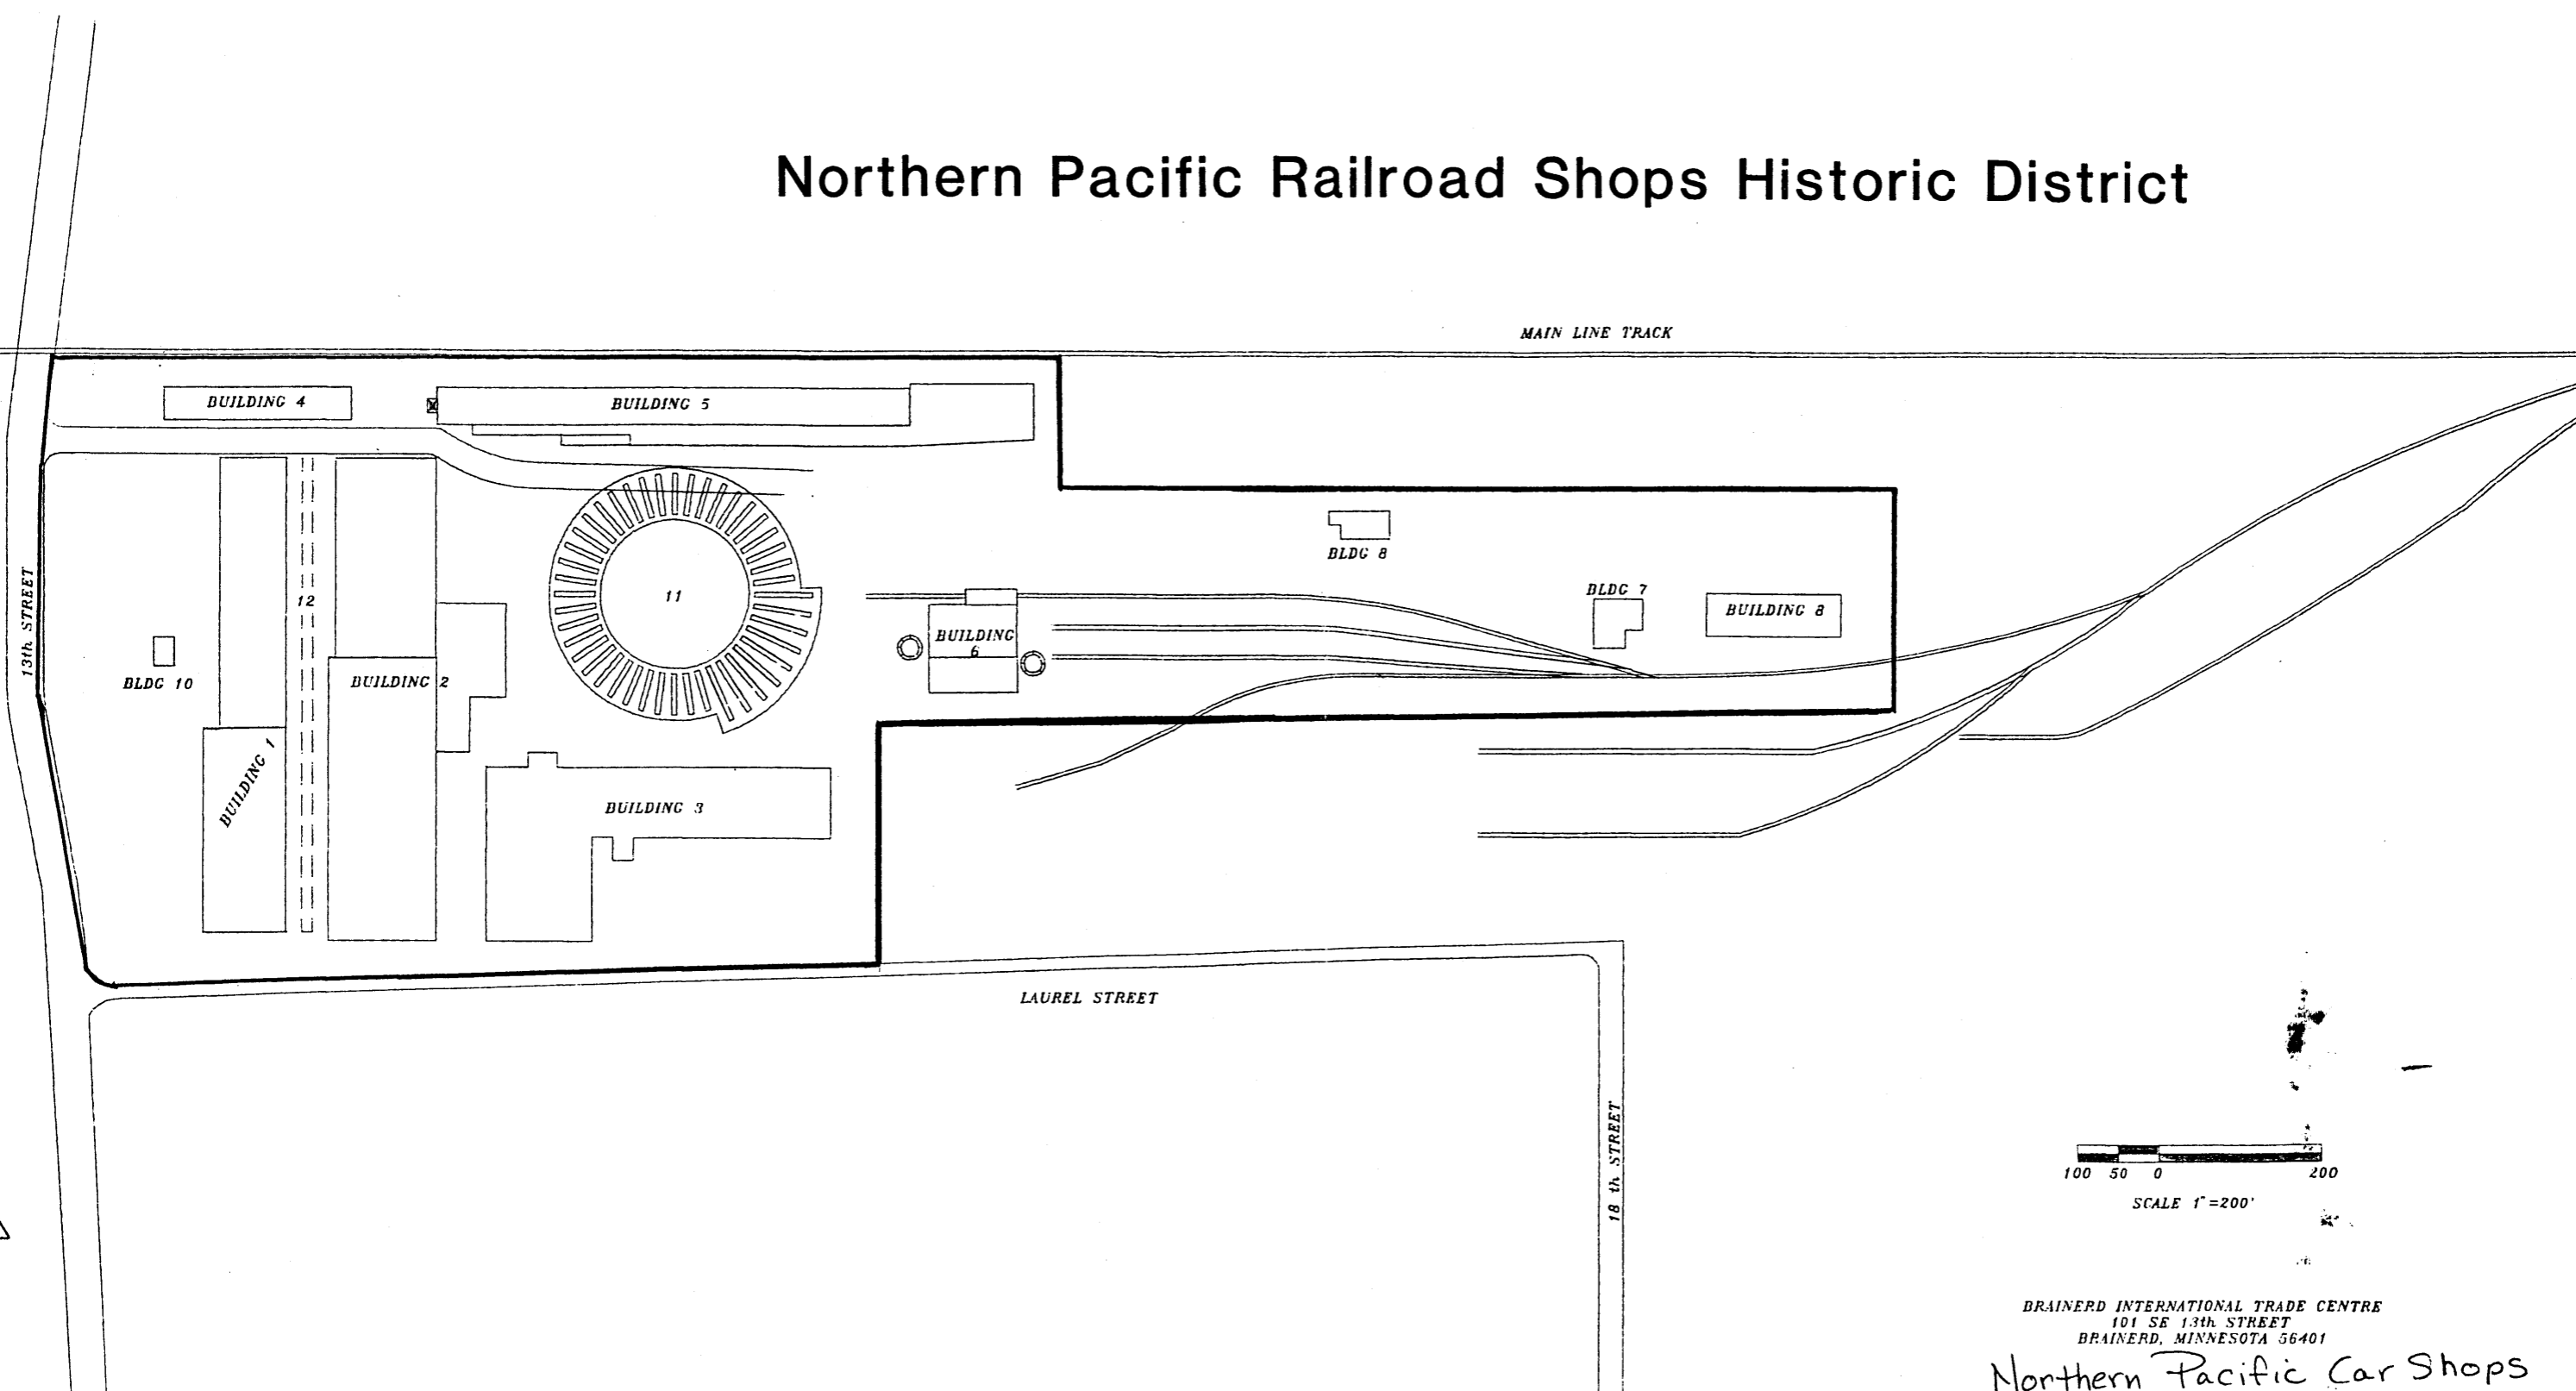 Northern Pacific Railroad Shops Historic District
MAIN LINE TRACK
BUILDING 4
BUILDING 5
BLDG 8
13th STREET
12
11
BLDG 7
BUILDING 8
BUILDING
6
BLDG 10
BUILDING 2
BUILDING 1
BUILDING 3
LAUREL STREET
18 th STREET
100 50 0 200
SCALE 1"=200'
BRAINERD INTERNATIONAL TRADE CENTRE
101 SE 13th STREET
BRAINERD, MINNESOTA 56401
Northern Pacific Car Shops